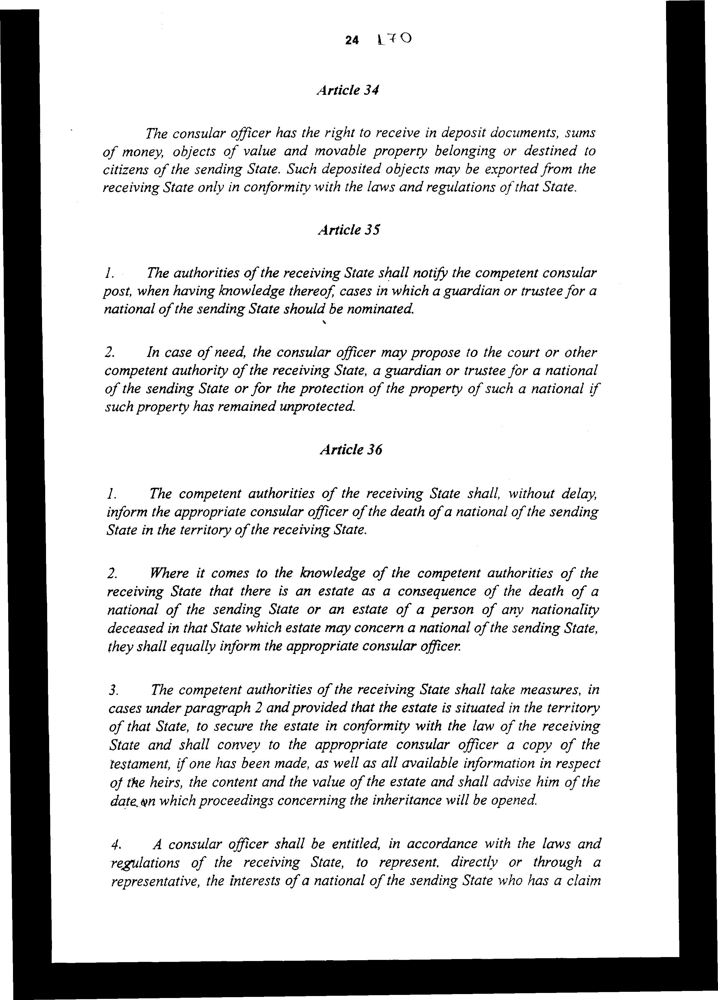 24 170
Article 34
The consular officer has the right to receive in deposit documents, sums
of money, objects of value and movable property belonging or destined to
citizens of the sending State. Such deposited objects may be exported from the
receiving State only in conformity with the laws and regulations of that State.
Article 35
1. The authorities of the receiving State shall notify the competent consular
post, when having knowledge thereof, cases in which a guardian or trustee for a
national of the sending State should be nominated.
2. In case of need, the consular officer may propose to the court or other
competent authority of the receiving State, a guardian or trustee for a national
of the sending State or for the protection of the property of such a national if
such property has remained unprotected.
Article 36
1. The competent authorities of the receiving State shall, without delay,
inform the appropriate consular officer of the death of a national of the sending
State in the territory of the receiving State.
2. Where it comes to the knowledge of the competent authorities of the
receiving State that there is an estate as a consequence of the death of a
national of the sending State or an estate of a person of any nationality
deceased in that State which estate may concern a national of the sending State,
they shall equally inform the appropriate consular officer.
3. The competent authorities of the receiving State shall take measures, in
cases under paragraph 2 and provided that the estate is situated in the territory
of that State, to secure the estate in conformity with the law of the receiving
State and shall convey to the appropriate consular officer a copy of the
testament, if one has been made, as well as all available information in respect
of the heirs, the content and the value of the estate and shall advise him of the
date on which proceedings concerning the inheritance will be opened.
4. A consular officer shall be entitled, in accordance with the laws and
regulations of the receiving State, to represent, directly or through a
representative, the interests of a national of the sending State who has a claim